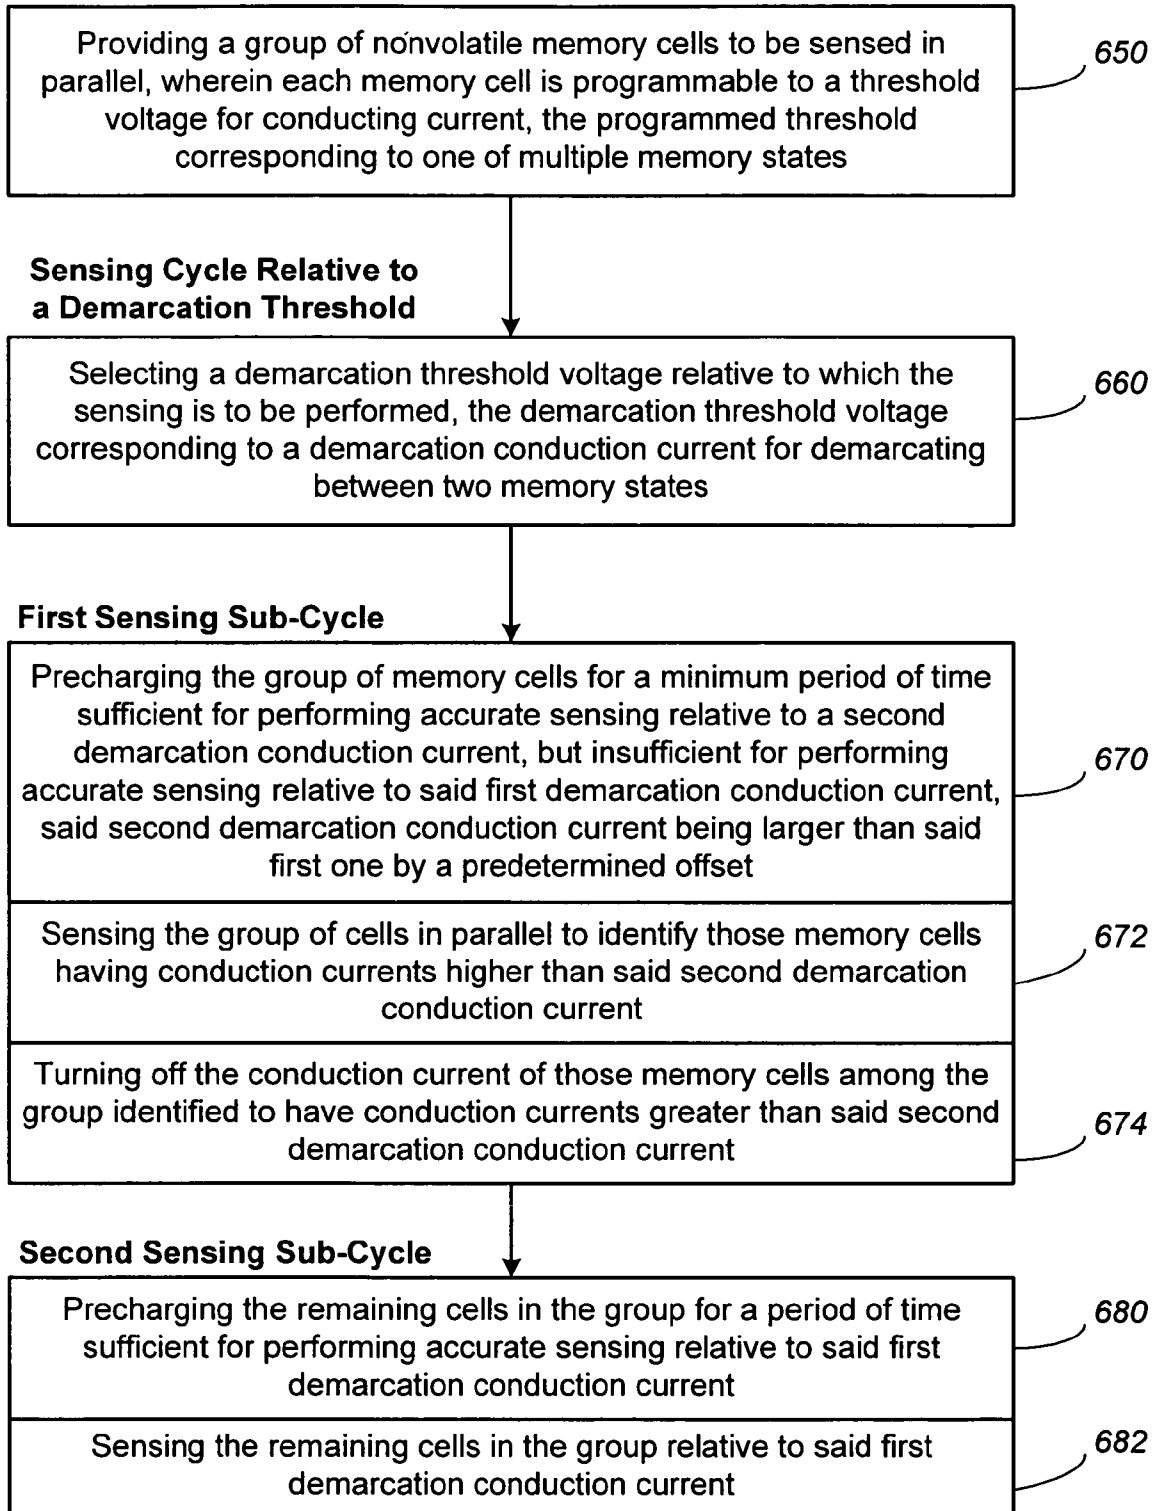 Providing a group of nonvolatile memory cells to be sensed in
parallel, wherein each memory cell is programmable to a threshold
voltage for conducting current, the programmed threshold
corresponding to one of multiple memory states
650
Sensing Cycle Relative to
a Demarcation Threshold
Selecting a demarcation threshold voltage relative to which the
sensing is to be performed, the demarcation threshold voltage
corresponding to a demarcation conduction current for demarcating
between two memory states
660
First Sensing Sub-Cycle
Precharging the group of memory cells for a minimum period of time
sufficient for performing accurate sensing relative to a second
demarcation conduction current, but insufficient for performing
accurate sensing relative to said first demarcation conduction current,
said second demarcation conduction current being larger than said
first one by a predetermined offset
670
Sensing the group of cells in parallel to identify those memory cells
having conduction currents higher than said second demarcation
conduction current
672
Turning off the conduction current of those memory cells among the
group identified to have conduction currents greater than said second
demarcation conduction current
674
Second Sensing Sub-Cycle
Precharging the remaining cells in the group for a period of time
sufficient for performing accurate sensing relative to said first
demarcation conduction current
680
Sensing the remaining cells in the group relative to said first
demarcation conduction current
682